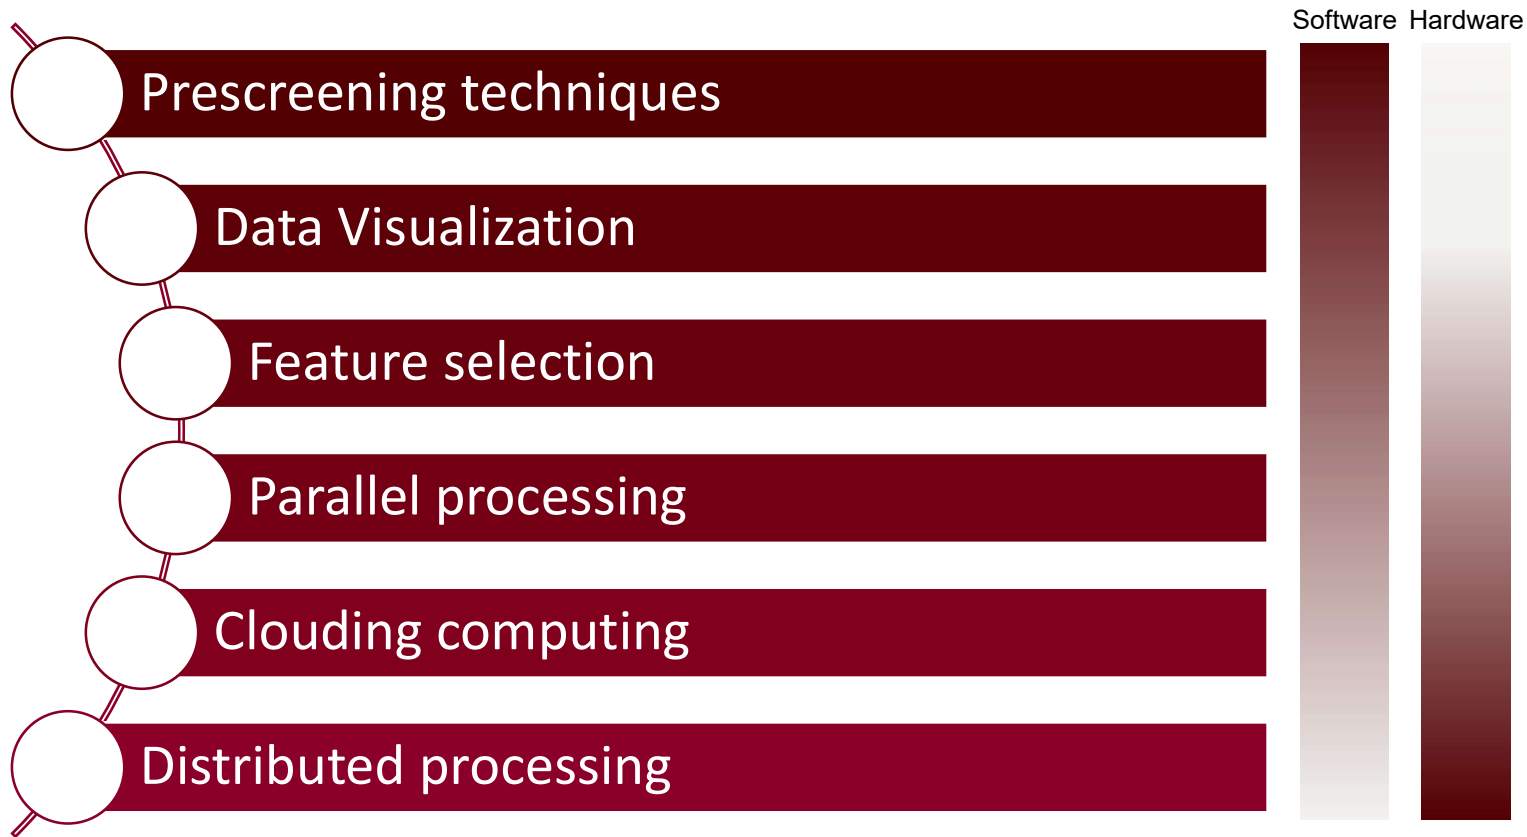 Software Hardware
Prescreening techniques
Data Visualization
Feature selection
Parallel processing
Clouding computing
Distributed processing